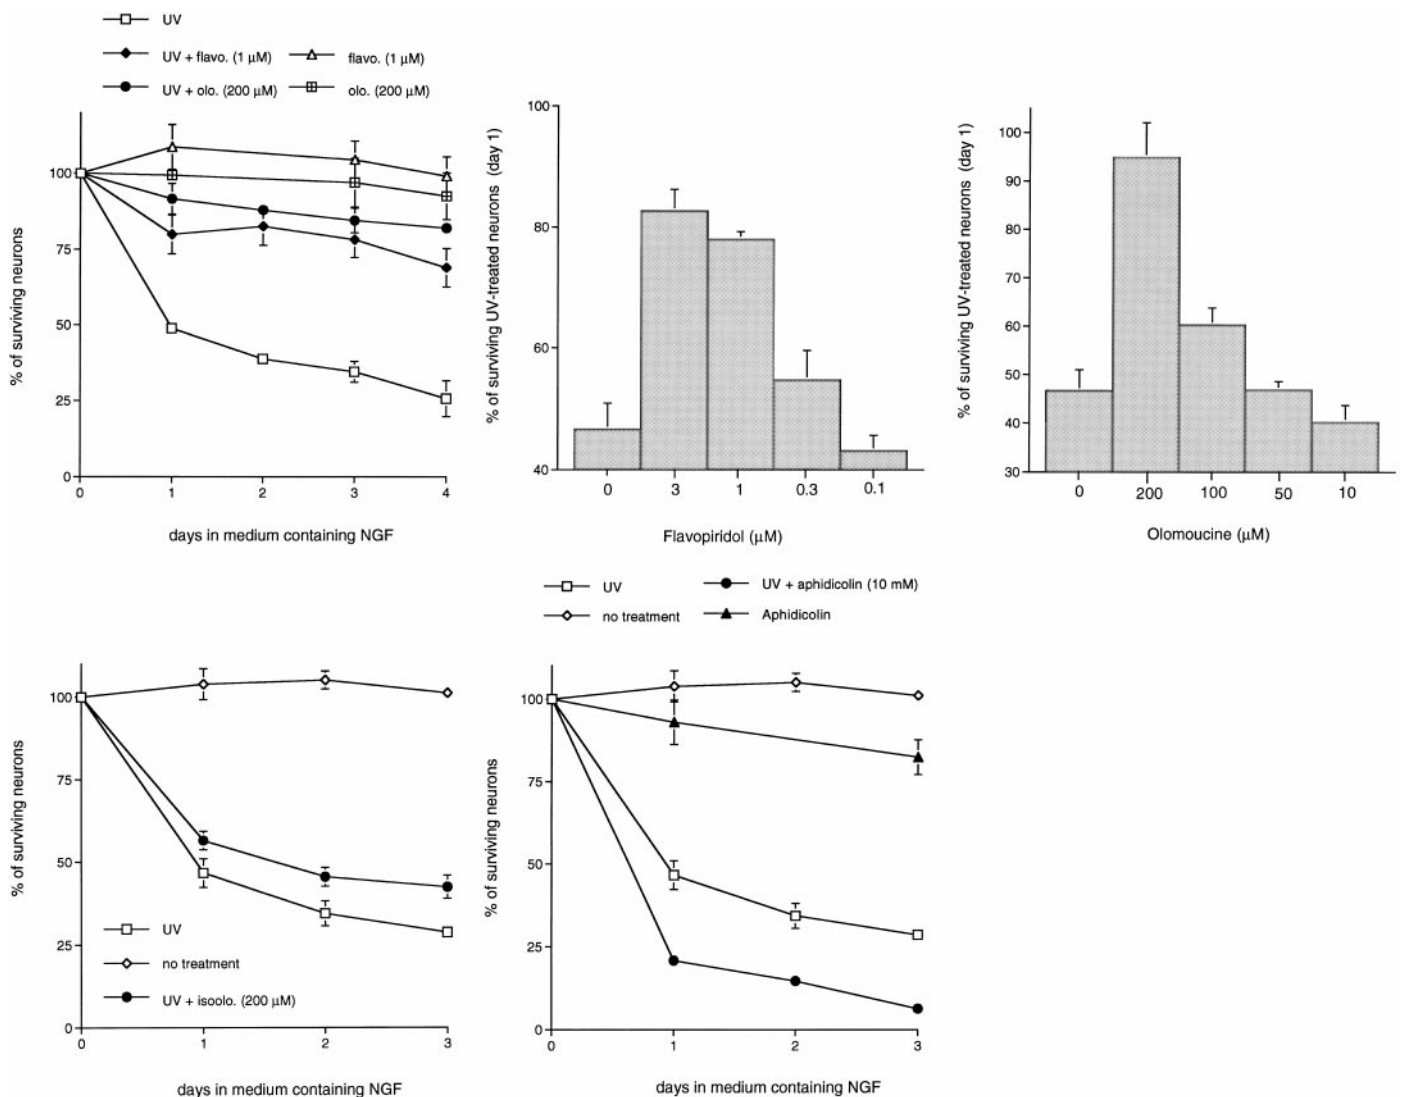 UV
UV + flavo. (1 μM)
flavo. (1 μM)
UV + olo. (200 μM)
olo. (200 μM)
% of surviving neurons
100
75
50
25
0
0 1 2 3 4
days in medium containing NGF
% of surviving UV-treated neurons (day 1)
100
80
60
40
0 3 1 0.3 0.1
Flavopiridol (μM)
% of surviving UV-treated neurons (day 1)
100
90
80
70
60
50
40
30
0 200 100 50 10
Olomoucine (μM)
% of surviving neurons
100
75
50
25
0
UV
no treatment
UV + isoolo. (200 μM)
0 1 2 3
days in medium containing NGF
UV
UV + aphidicolin (10 mM)
no treatment
Aphidicolin
% of surviving neurons
100
75
50
25
0
0 1 2 3
days in medium containing NGF